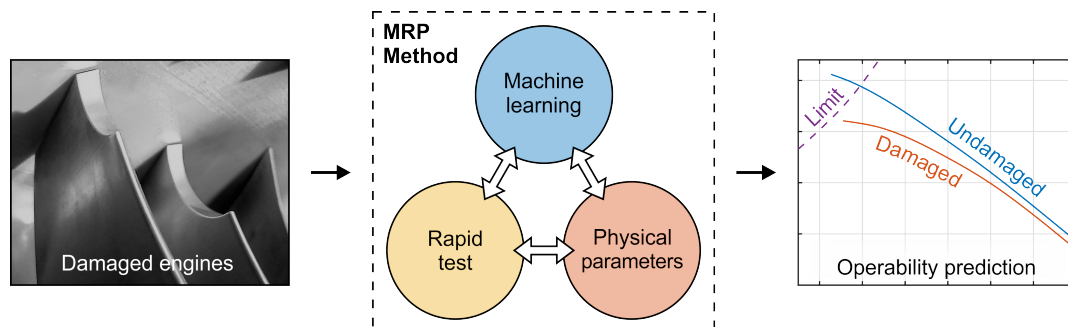 Damaged engines
MRP
Method
Machine
learning
Rapid
test
Physical
parameters
Limit
Undamaged
Damaged
Operability prediction